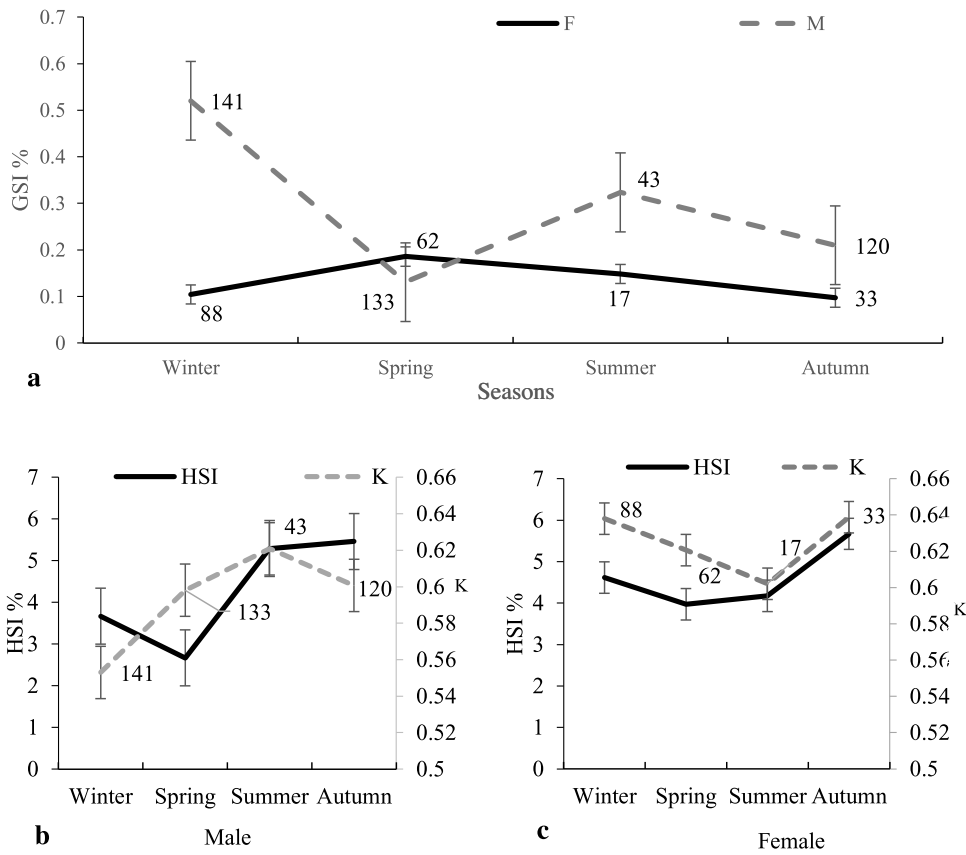 0.7
F
M
0.6
0.5
0.4
0.3
0.2
0.1
0
GSI %
141
62
43
120
88
133
17
33
Winter
Spring
Summer
Autumn
Seasons
a
HSI
K
7
6
5
4
3
2
1
0
HSI %
0.66
0.64
0.62
0.6
0.58
0.56
0.54
0.52
0.5
K
43
120
133
141
Winter
Spring
Summer
Autumn
b
Male
HSI
K
7
6
5
4
3
2
1
0
HSI %
0.66
0.64
0.62
0.6
0.58
0.56
0.54
0.52
0.5
K
88
62
17
33
Winter
Spring
Summer
Autumn
c
Female